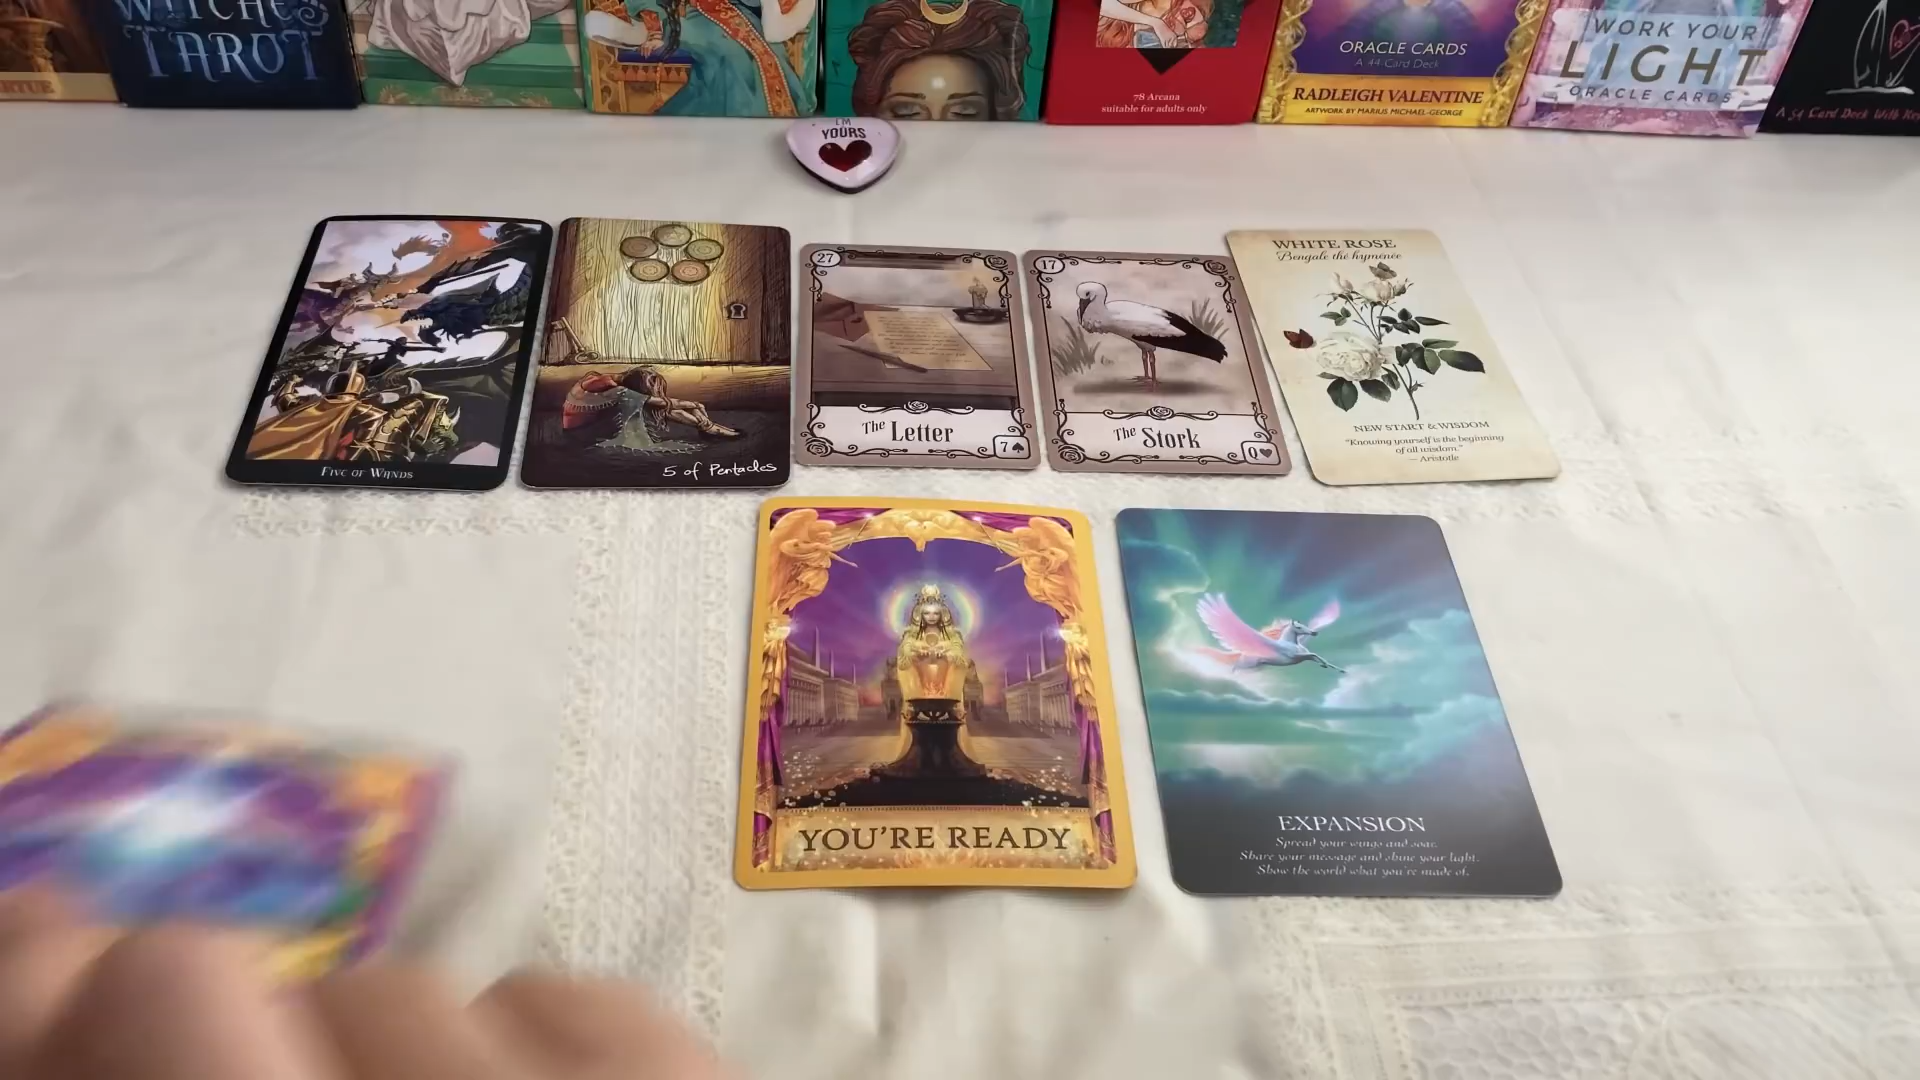 WITCHES
TAROT
ORACLE CARDS
A 44 Card Deck
RADLEIGH VALENTINE
ARTWORK BY MARIUS MICHAEL-GEORGE
78 Arcana
suitable for adults only
WORK YOUR
LIGHT
ORACLE CARDS
A 54 Card Deck With
I'M
YOURS
FIVE OF WANDS
5 of Pentacles
27
The Letter
7♠
17
The Stork
WHITE ROSE
Bengale the hymenée
NEW START & WISDOM
"Knowing yourself is the beginning
of all wisdom."
— Aristotle
YOU'RE READY
EXPANSION
Spread your wings and soar.
Share your message and shine your light.
Show the world what you're made of.